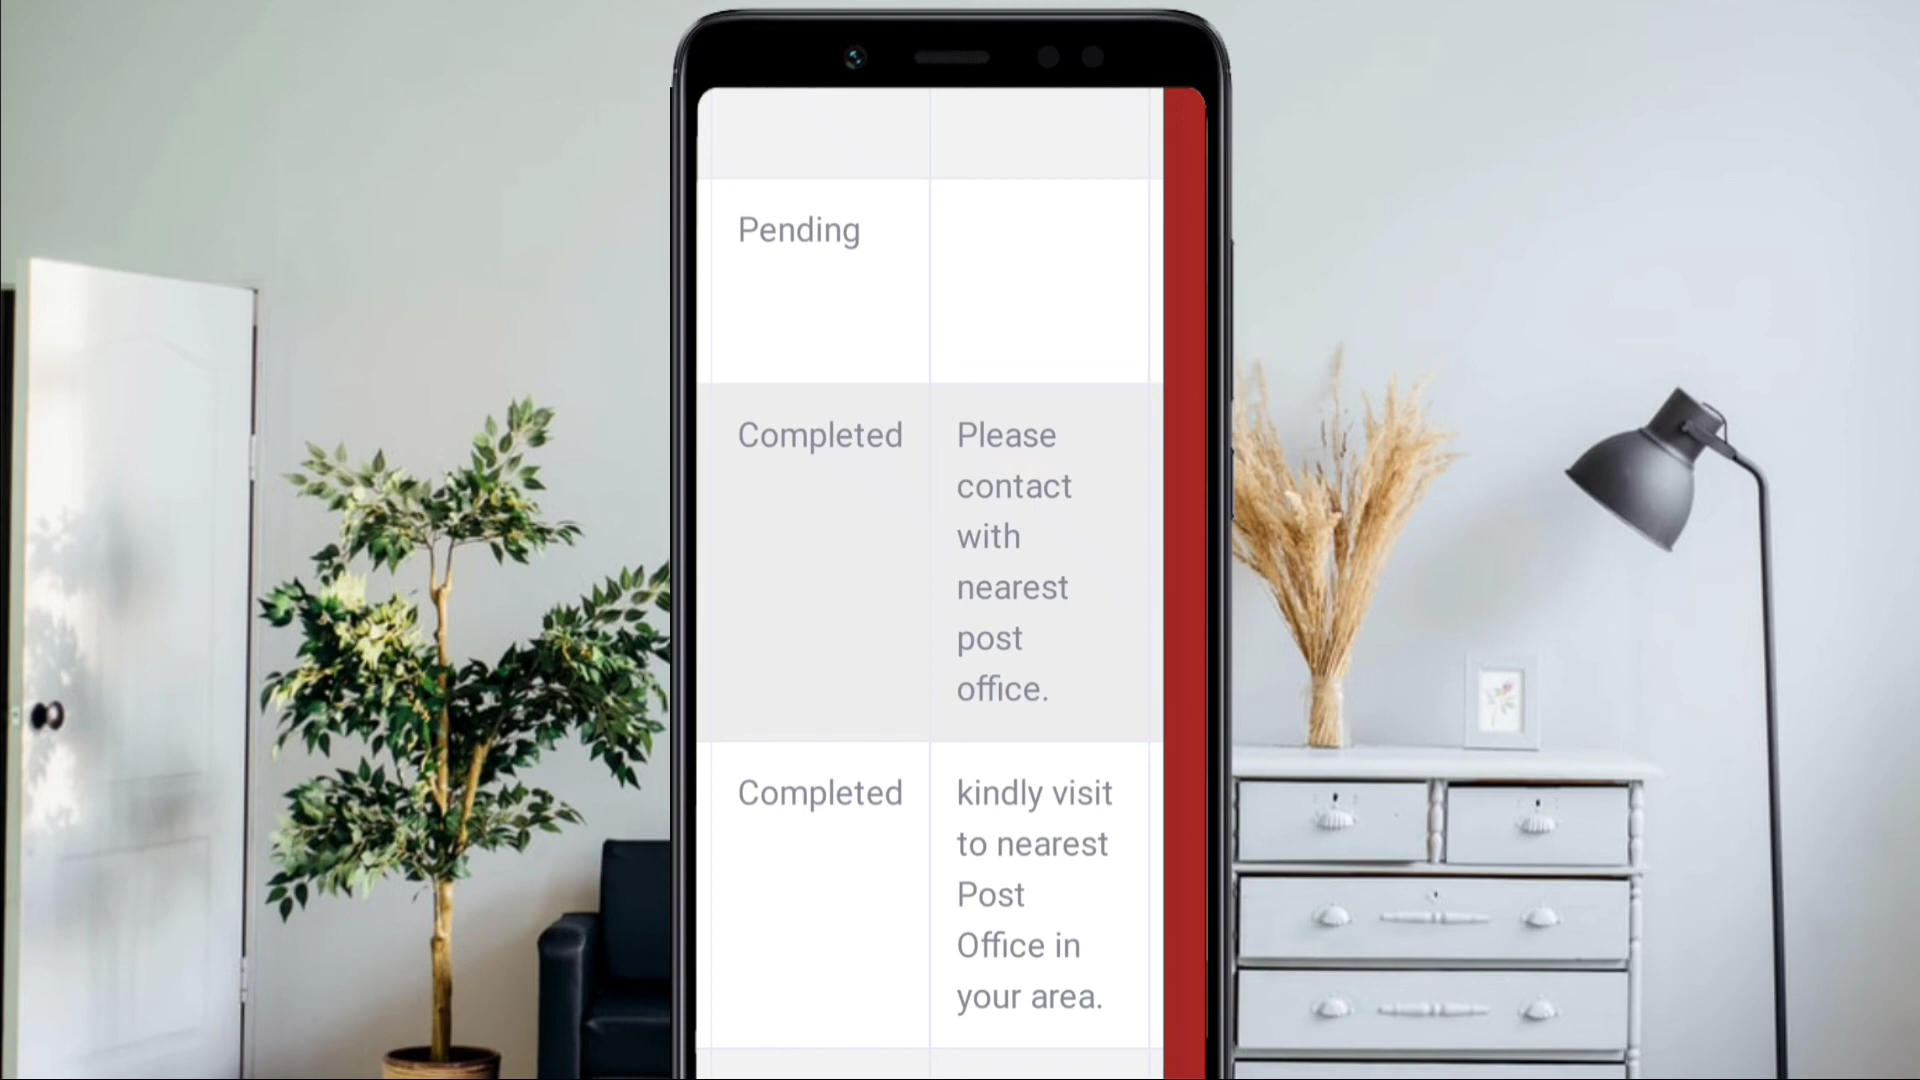 Pending
Completed
Please
contact
with
nearest
post
office.
Completed
kindly visit
to nearest
Post
Office in
your area.